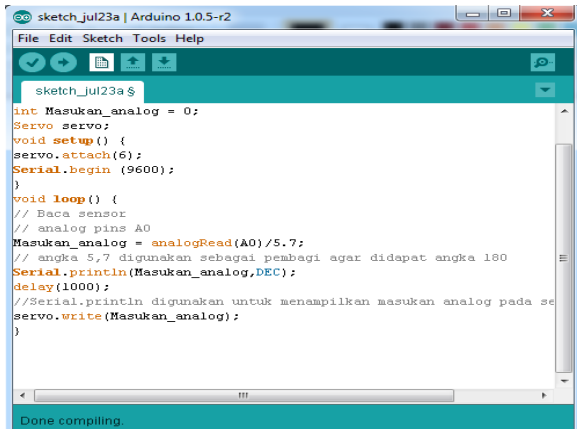 sketch_jul23a | Arduino 1.0.5-r2
File Edit Sketch Tools Help
sketch_jul23a §
int Masukan_analog = 0;
Servo servo;
void setup() {
servo.attach(6);
Serial.begin (9600);
}
void loop() {
// Baca sensor
// analog pins A0
Masukan_analog = analogRead(A0)/5.7;
// angka 5,7 digunakan sebagai pembagi agar didapat angka 180
Serial.println(Masukan_analog,DEC);
delay(1000);
//Serial.println digunakan untuk menampilkan masukan analog pada se
servo.write(Masukan_analog);
}
Done compiling.